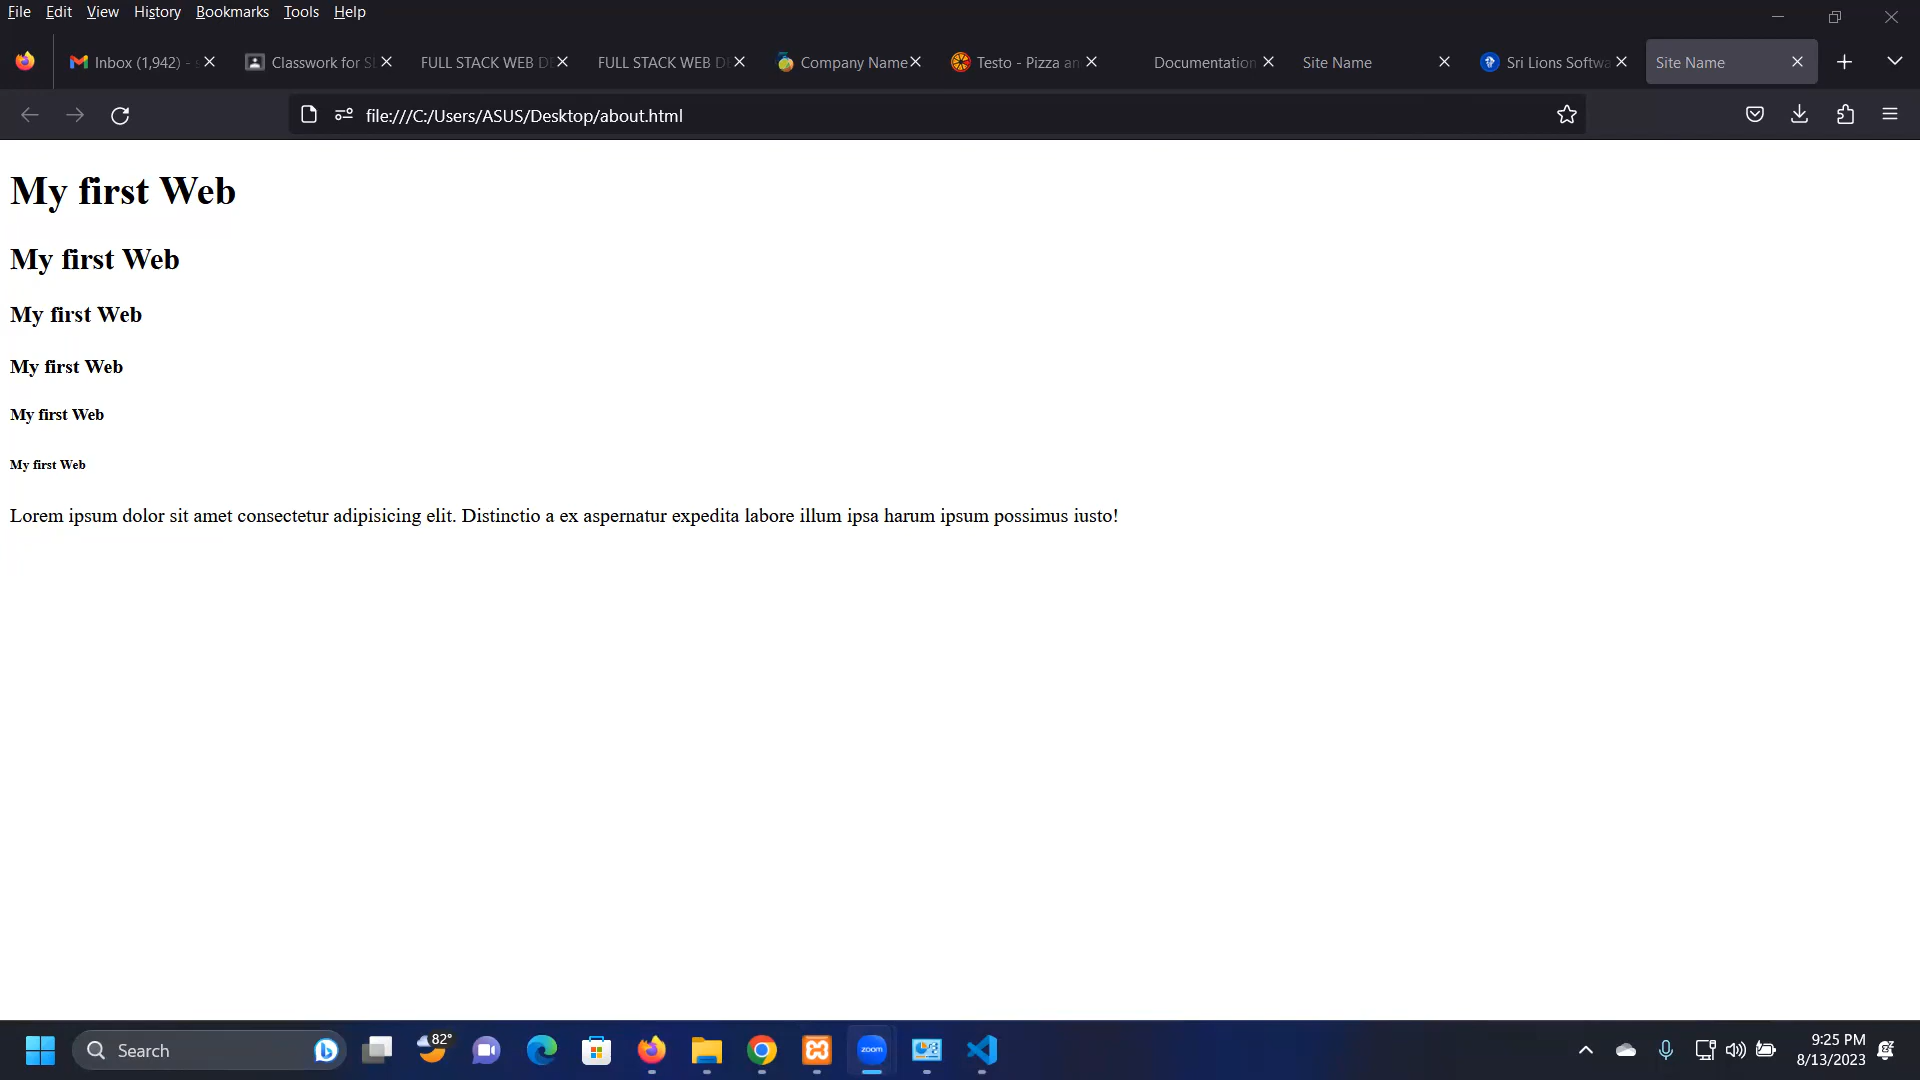 File Edit View History Bookmarks Tools Help
Inbox (1,942) - Classwork for S FULL STACK WEB D FULL STACK WEB D Company Name Testo - Pizza an Documentation Site Name Sri Lions Softwa Site Name
file:///C:/Users/ASUS/Desktop/about.html
My first Web
My first Web
My first Web
My first Web
My first Web
My first Web
Lorem ipsum dolor sit amet consectetur adipisicing elit. Distinctio a ex aspernatur expedita labore illum ipsa harum ipsum possimus iusto!
Search 82° zoom 9:25 PM
8/13/2023